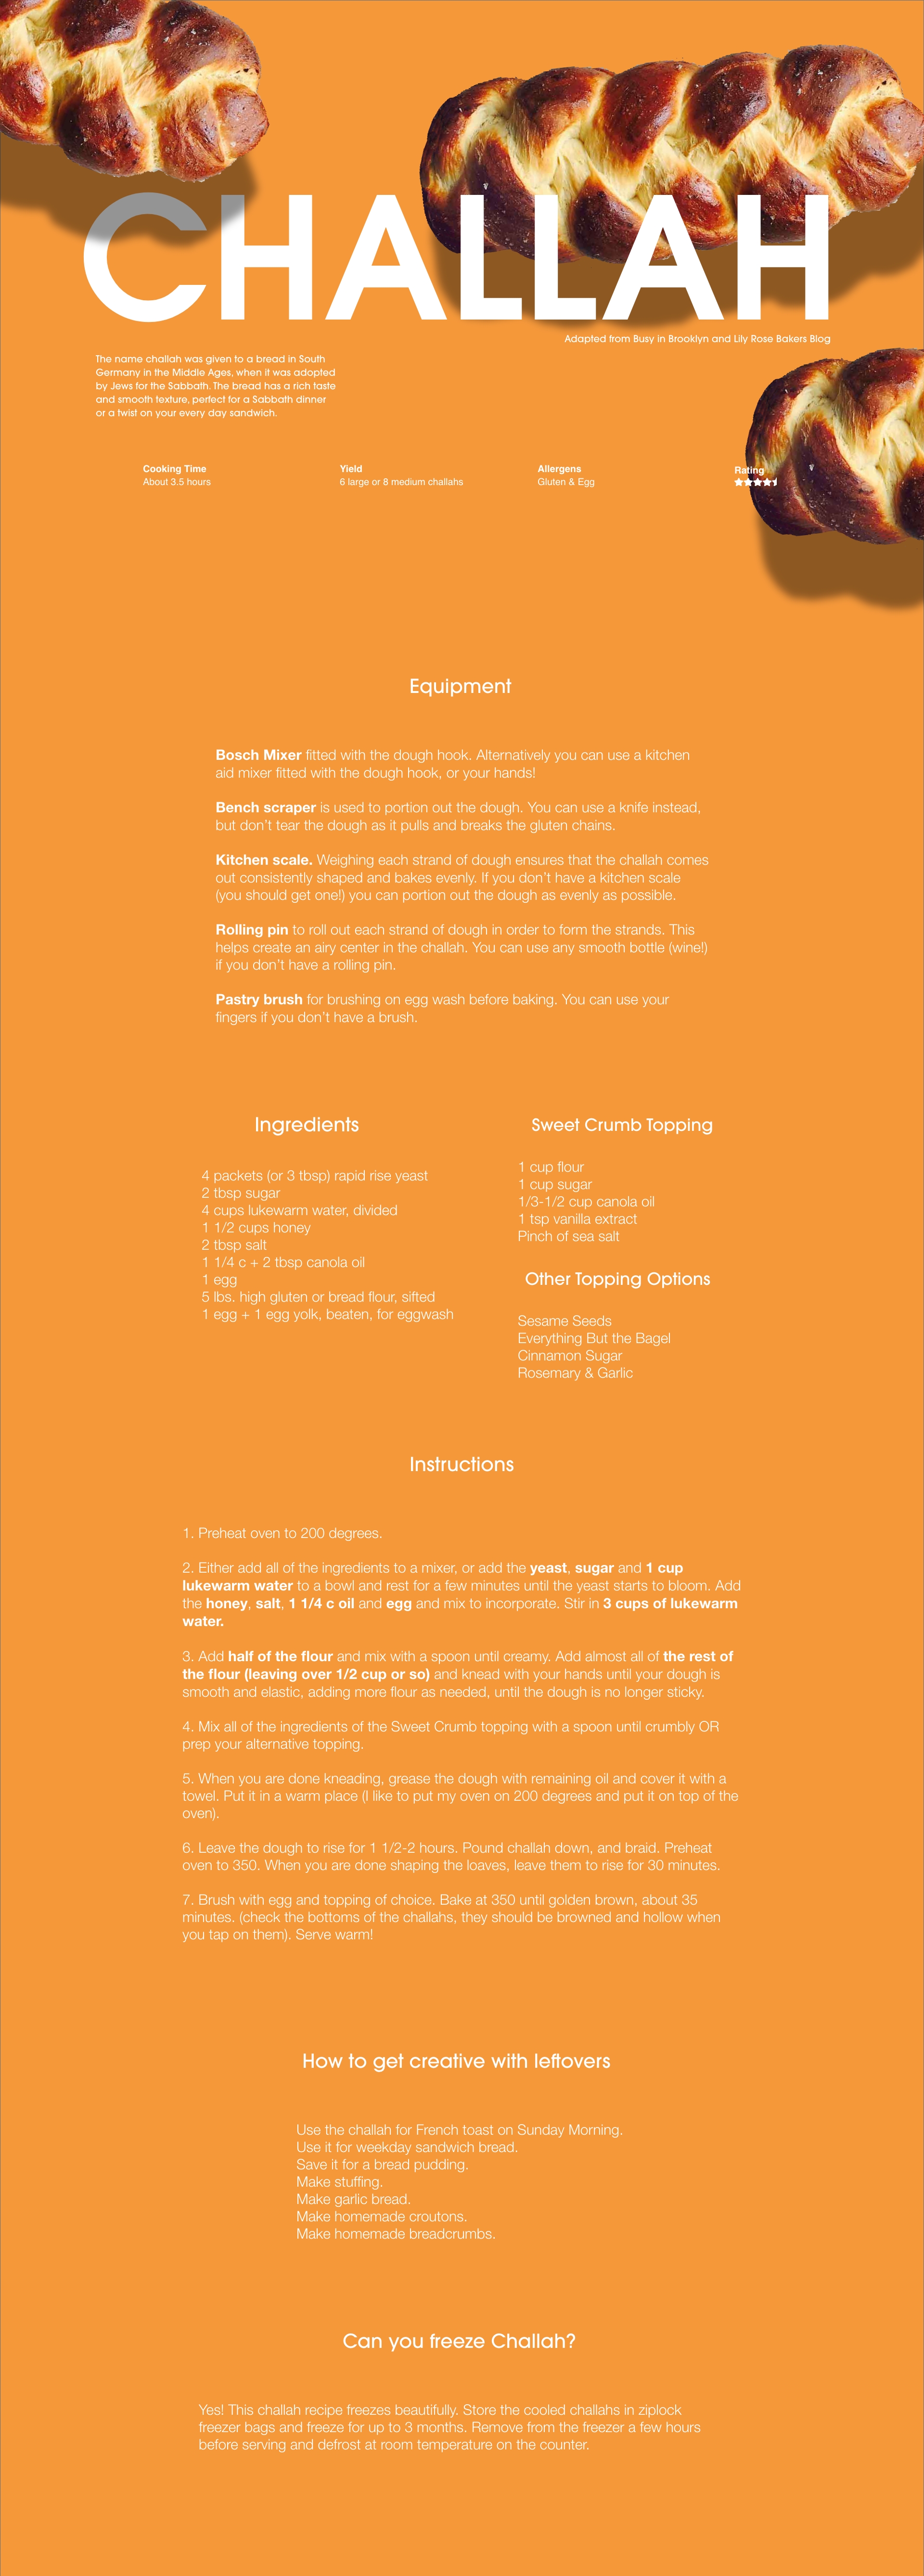 CHALLAH
Adapted from Busy in Brooklyn and Lily Rose Bakers Blog
The name challah was given to a bread in South
Germany in the Middle Ages, when it was adopted
by Jews for the Sabbath. The bread has a rich taste
and smooth texture, perfect for a Sabbath dinner
or a twist on your every day sandwich.
Cooking Time
About 3.5 hours
Yield
6 large or 8 medium challahs
Allergens
Gluten & Egg
Rating
Equipment
Bosch Mixer fitted with the dough hook. Alternatively you can use a kitchen
aid mixer fitted with the dough hook, or your hands!
Bench scraper is used to portion out the dough. You can use a knife instead,
but don’t tear the dough as it pulls and breaks the gluten chains.
Kitchen scale. Weighing each strand of dough ensures that the challah comes
out consistently shaped and bakes evenly. If you don’t have a kitchen scale
(you should get one!) you can portion out the dough as evenly as possible.
Rolling pin to roll out each strand of dough in order to form the strands. This
helps create an airy center in the challah. You can use any smooth bottle (wine!)
if you don’t have a rolling pin.
Pastry brush for brushing on egg wash before baking. You can use your
fingers if you don’t have a brush.
Ingredients
4 packets (or 3 tbsp) rapid rise yeast
2 tbsp sugar
4 cups lukewarm water, divided
1 1/2 cups honey
2 tbsp salt
1 1/4 c + 2 tbsp canola oil
1 egg
5 lbs. high gluten or bread flour, sifted
1 egg + 1 egg yolk, beaten, for eggwash
Sweet Crumb Topping
1 cup flour
1 cup sugar
1/3-1/2 cup canola oil
1 tsp vanilla extract
Pinch of sea salt
Other Topping Options
Sesame Seeds
Everything But the Bagel
Cinnamon Sugar
Rosemary & Garlic
Instructions
1. Preheat oven to 200 degrees.
2. Either add all of the ingredients to a mixer, or add the yeast, sugar and 1 cup
lukewarm water to a bowl and rest for a few minutes until the yeast starts to bloom. Add
the honey, salt, 1 1/4 c oil and egg and mix to incorporate. Stir in 3 cups of lukewarm
water.
3. Add half of the flour and mix with a spoon until creamy. Add almost all of the rest of
the flour (leaving over 1/2 cup or so) and knead with your hands until your dough is
smooth and elastic, adding more flour as needed, until the dough is no longer sticky.
4. Mix all of the ingredients of the Sweet Crumb topping with a spoon until crumbly OR
prep your alternative topping.
5. When you are done kneading, grease the dough with remaining oil and cover it with a
towel. Put it in a warm place (I like to put my oven on 200 degrees and put it on top of the
oven).
6. Leave the dough to rise for 1 1/2-2 hours. Pound challah down, and braid. Preheat
oven to 350. When you are done shaping the loaves, leave them to rise for 30 minutes.
7. Brush with egg and topping of choice. Bake at 350 until golden brown, about 35
minutes. (check the bottoms of the challahs, they should be browned and hollow when
you tap on them). Serve warm!
How to get creative with leftovers
Use the challah for French toast on Sunday Morning.
Use it for weekday sandwich bread.
Save it for a bread pudding.
Make stuffing.
Make garlic bread.
Make homemade croutons.
Make homemade breadcrumbs.
Can you freeze Challah?
Yes! This challah recipe freezes beautifully. Store the cooled challahs in ziplock
freezer bags and freeze for up to 3 months. Remove from the freezer a few hours
before serving and defrost at room temperature on the counter.